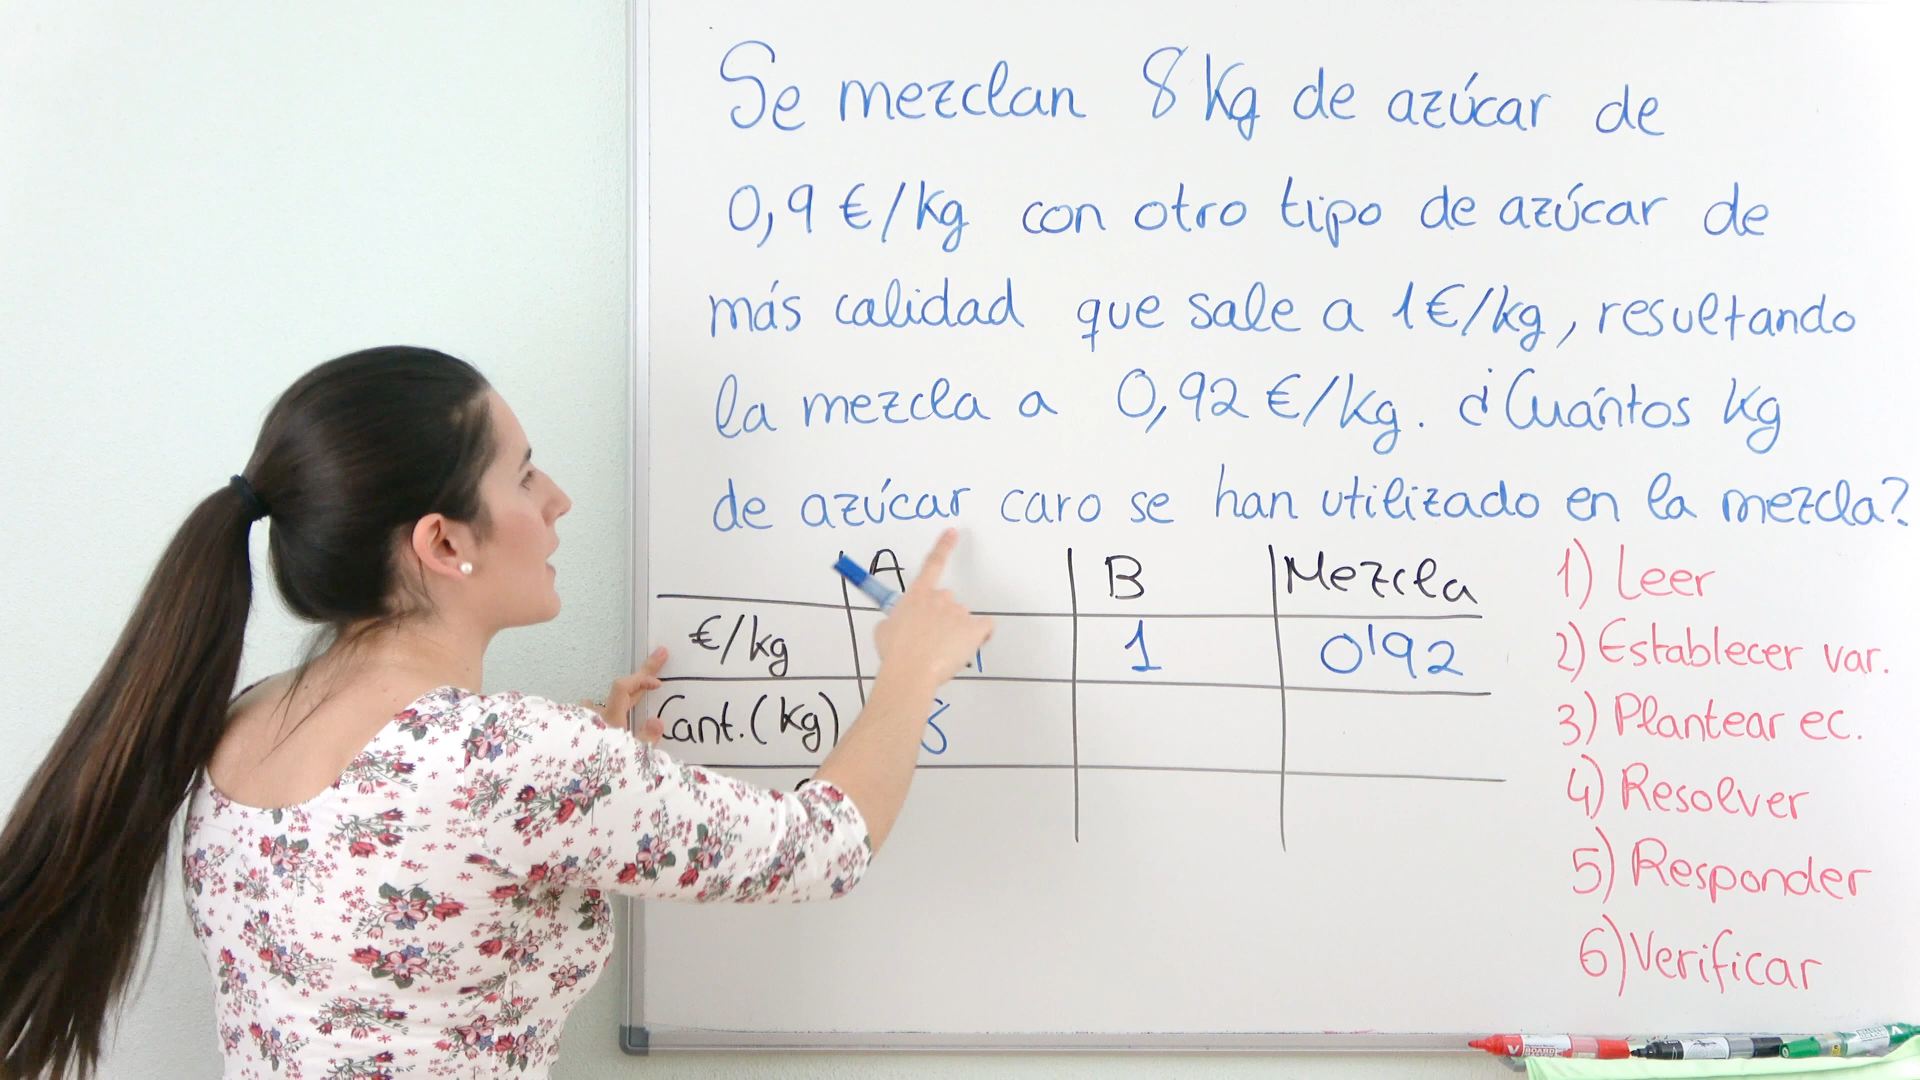 Se mezclan 8 Kg de azúcar de
0,9 €/kg con otro tipo de azúcar de
más calidad que sale a 1€/kg, resultando
la mezcla a 0,92 €/kg. ¿Cuántos Kg
de azúcar caro se han utilizado en la mezcla?
A B Mezcla
€/kg 1 0'92
Cant. (Kg) 8
1) Leer
2) Establecer var.
3) Plantear ec.
4) Resolver
5) Responder
6) Verificar
V BOARD